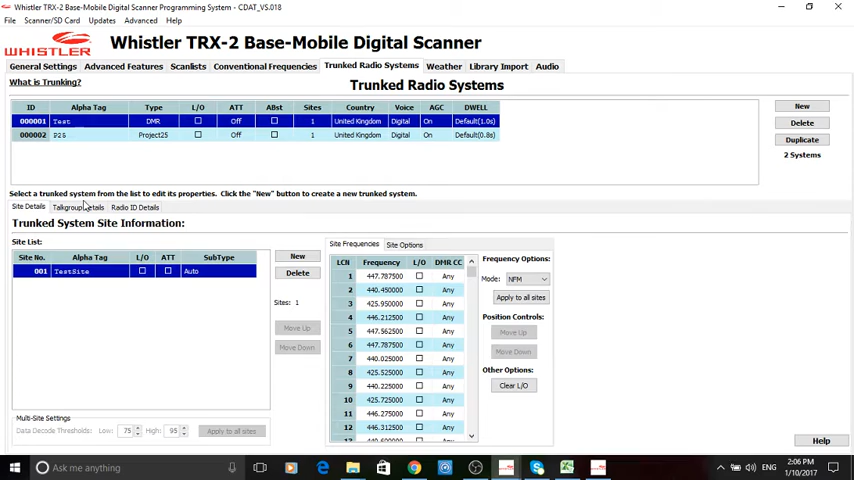 Whistler TRX-2 Base-Mobile Digital Scanner Programming System - CDAT_VS.018
File Scanner/SD Card Updates Advanced Help
WHISTLER Whistler TRX-2 Base-Mobile Digital Scanner
General Settings Advanced Features Scanlists Conventional Frequencies Trunked Radio Systems Weather Library Import Audio
What is Trunking? Trunked Radio Systems
ID Alpha Tag Type L/O ATT ABst Sites Country Voice AGC DWELL
000001 Test DMR Off 1 United Kingdom Digital On Default(1.0s)
000002 P25 Project25 Off 1 United Kingdom Digital On Default(0.8s)
New
Delete
Duplicate
2 Systems
Select a trunked system from the list to edit its properties. Click the "New" button to create a new trunked system.
Site Details Talkgroup Details Radio ID Details
Trunked System Site Information:
Site List:
Site No. Alpha Tag L/O ATT SubType
001 TestSite Auto
New
Delete
Sites: 1
Move Up
Move Down
Multi-Site Settings
Data Decode Thresholds: Low: 75 High: 95 Apply to all sites
Site Frequencies Site Options
LCN Frequency L/O DMR CC
1 447.787500 Any
2 440.450000 Any
3 425.950000 Any
4 446.212500 Any
5 447.562500 Any
6 447.787500 Any
7 440.025000 Any
8 425.525000 Any
9 440.225000 Any
10 425.725000 Any
11 446.275000 Any
12 446.312500 Any
Frequency Options:
Mode: NFM
Apply to all sites
Position Controls:
Move Up
Move Down
Other Options:
Clear L/O
Help
Ask me anything
ENG
2:06 PM
1/10/2017